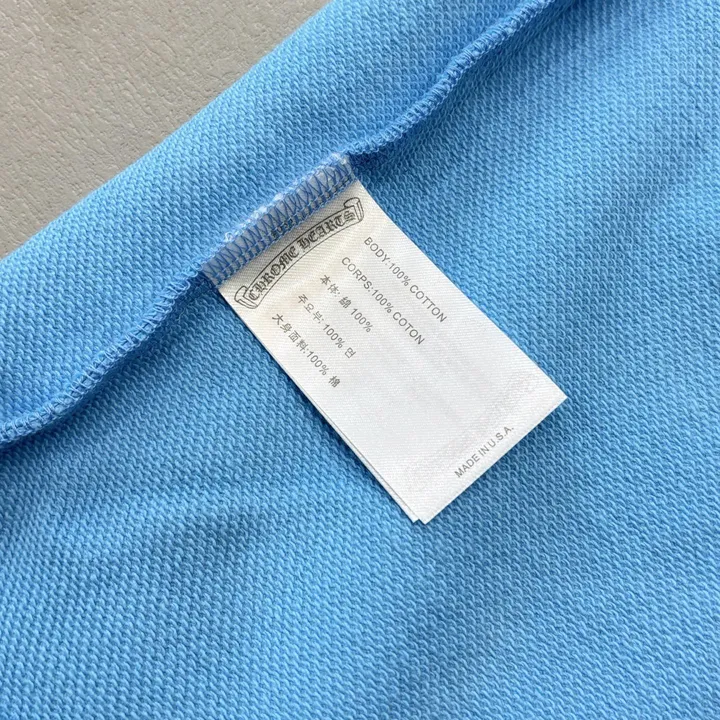 CHROME HEARTS
BODY:100% COTTON
CORPS:100% COTON
本体: 綿 100%
주요부: 100% 면
大身面料:100% 棉
MADE IN U.S.A.